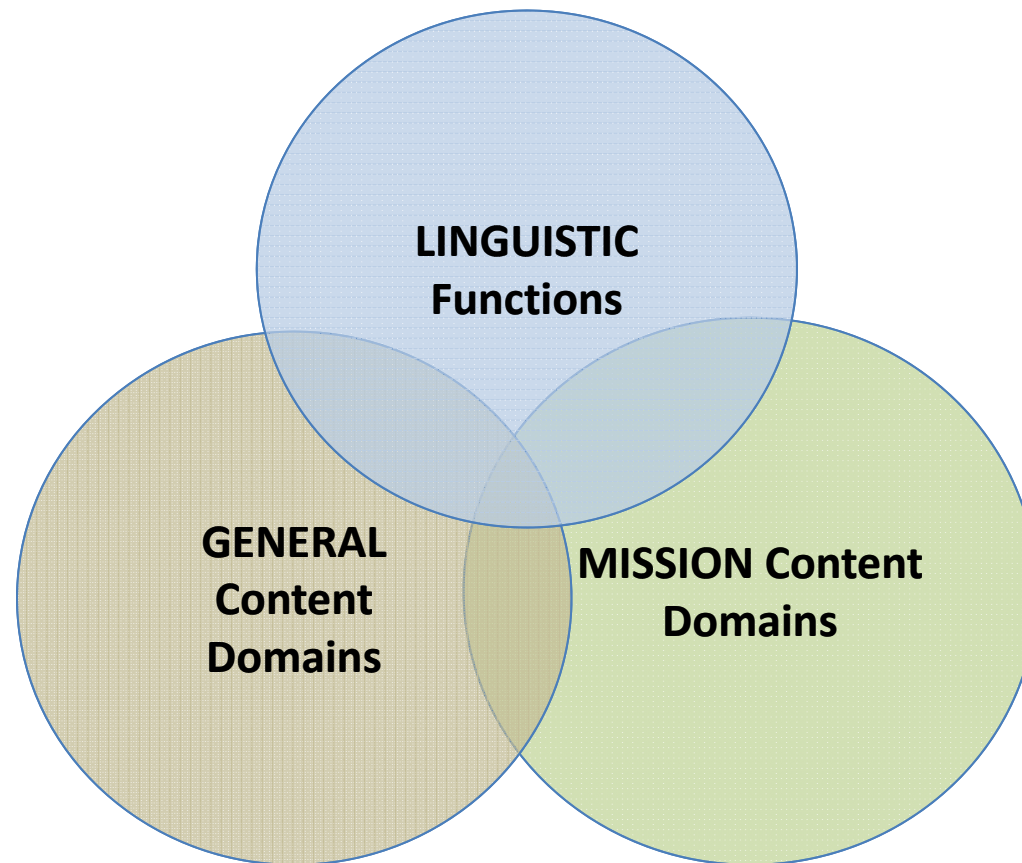 LINGUISTIC
Functions
GENERAL
Content
Domains
MISSION Content
Domains